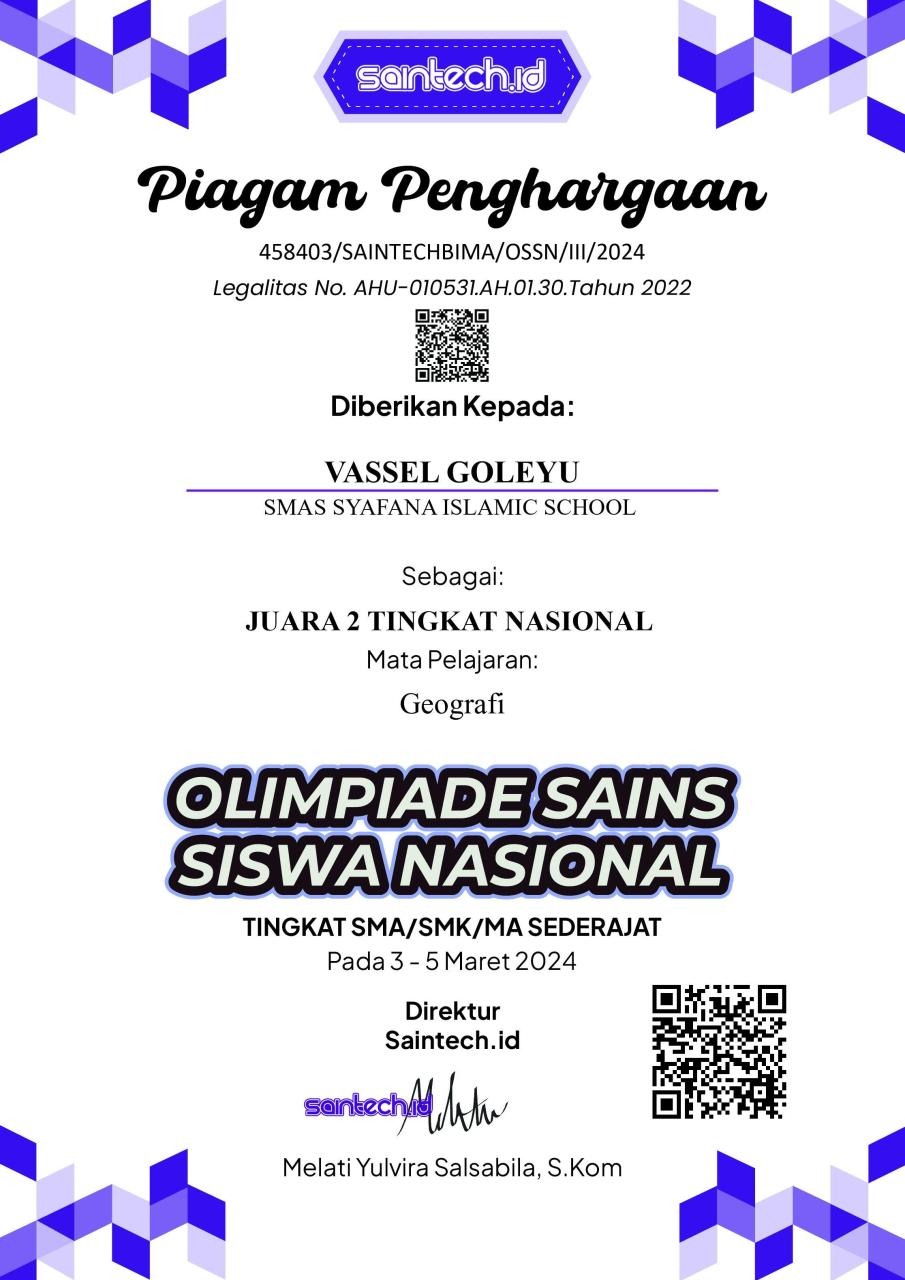 saintech.id
Piagam Penghargaan
458403/SAINTECHBIMA/OSSN/III/2024
Legalitas No. AHU-010531.AH.01.30.Tahun 2022
Diberikan Kepada:
VASSEL GOLEYU
SMAS SYAFANA ISLAMIC SCHOOL
Sebagai:
JUARA 2 TINGKAT NASIONAL
Mata Pelajaran:
Geografi
OLIMPIADE SAINS
SISWA NASIONAL
TINGKAT SMA/SMK/MA SEDERAJAT
Pada 3 - 5 Maret 2024
Direktur
Saintech.id
saintech.id
Melati Yulvira Salsabila, S.Kom